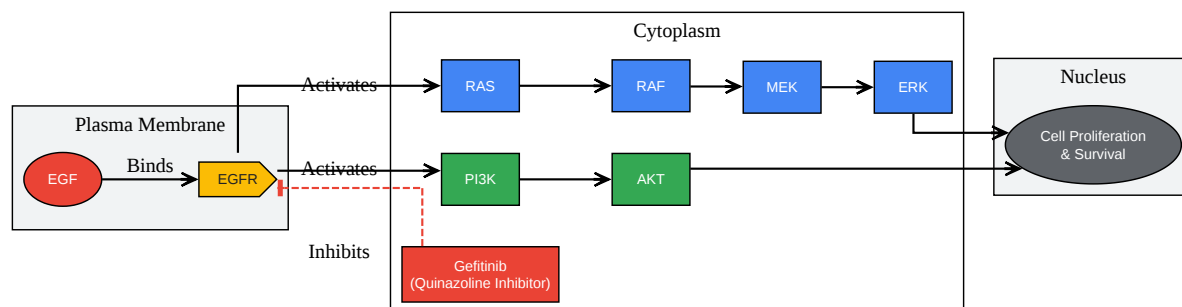 Cytoplasm
Activates
RAS
RAF
MEK
ERK
Nucleus
Plasma Membrane
Cell Proliferation
& Survival
EGF
Binds
EGFR
Activates
PI3K
AKT
Inhibits
Gefitinib
(Quinazoline Inhibitor)